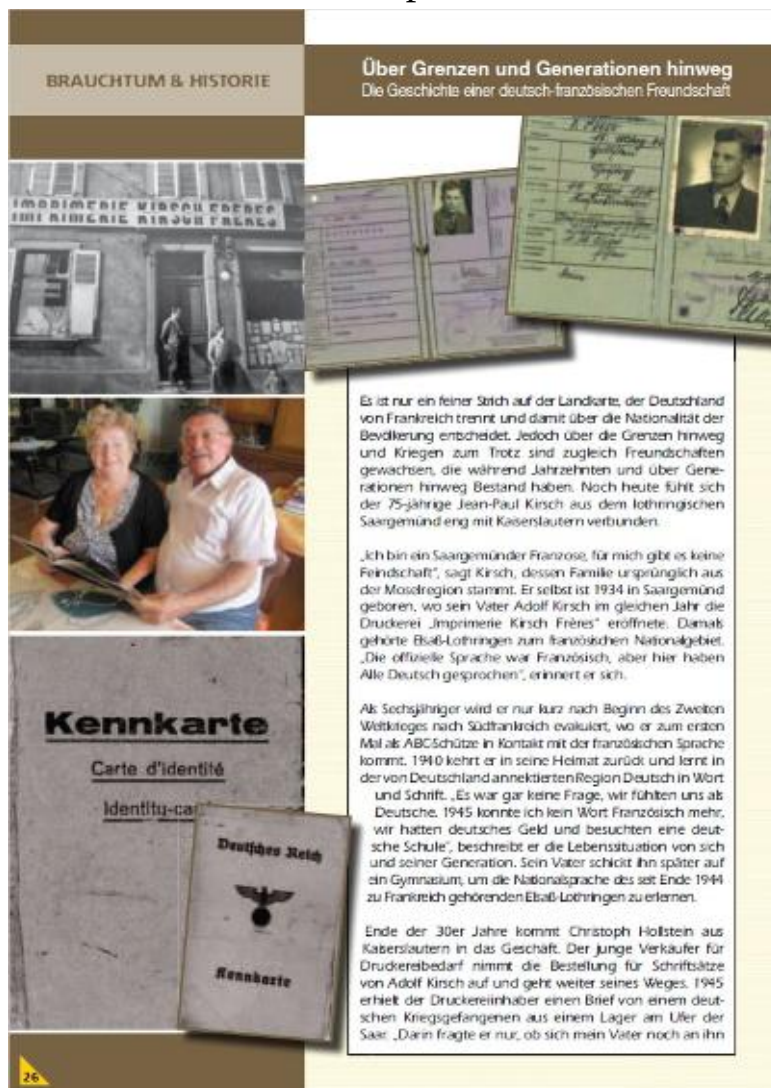 BRAUCHTUM & HISTORIE
Über Grenzen und Generationen hinweg
Die Geschichte einer deutsch-französischen Freundschaft
IMPRIMERIE KIRSCH FRERES
Es ist nur ein feiner Strich auf der Landkarte, der Deutschland
von Frankreich trennt und damit über die Nationalität der
Bevölkerung entscheidet. Jedoch über die Grenzen hinweg
und Kriegen zum Trotz sind zugleich Freundschaften
gewachsen, die während Jahrzehnten und über Gene-
rationen hinweg Bestand haben. Noch heute fühlt sich
der 75-jährige Jean-Paul Kirsch aus dem lothringischen
Saargemünd eng mit Kaiserslautern verbunden.
„Ich bin ein Saargemünder Franzose, für mich gibt es keine
Feindschaft“, sagt Kirsch, dessen Familie ursprünglich aus
der Moselregion stammt. Er selbst ist 1934 in Saargemünd
geboren, wo sein Vater Adolf Kirsch im gleichen Jahr die
Druckerei „Imprimerie Kirsch Frères“ eröffnete. Damals
gehörte Elsaß-Lothringen zum französischen Nationalgebiet.
„Die offizielle Sprache war Französisch, aber hier haben
Alle Deutsch gesprochen“, erinnert er sich.
Als Sechsjähriger wird er nur kurz nach Beginn des Zweiten
Weltkrieges nach Südfrankreich evakuiert, wo er zum ersten
Mal als ABC-Schütze in Kontakt mit der französischen Sprache
kommt. 1940 kehrt er in seine Heimat zurück und lernt in
der von Deutschland annektierten Region Deutsch in Wort
und Schrift. „Es war gar keine Frage, wir fühlten uns als
Deutsche. 1945 konnte ich kein Wort Französisch mehr,
wir hatten deutsches Geld und besuchten eine deut-
sche Schule“, beschreibt er die Lebenssituation von sich
und seiner Generation. Sein Vater schickt ihn später auf
ein Gymnasium, um die Nationalsprache des seit Ende 1944
zu Frankreich gehörenden Elsaß-Lothringen zu erlernen.
Ende der 30er Jahre kommt Christoph Hollstein aus
Kaiserslautern in das Geschäft. Der junge Verkäufer für
Druckereibedarf nimmt die Bestellung für Schriftsätze
von Adolf Kirsch auf und geht weiter seines Weges. 1945
erhielt der Druckereiinhaber einen Brief von einem deut-
schen Kriegsgefangenen aus einem Lager am Ufer der
Saar. „Darin fragte er nur, ob sich mein Vater noch an ihn
Kennkarte
Carte d'identité
Identity-car
Deutsches Reich
Kennkarte
26